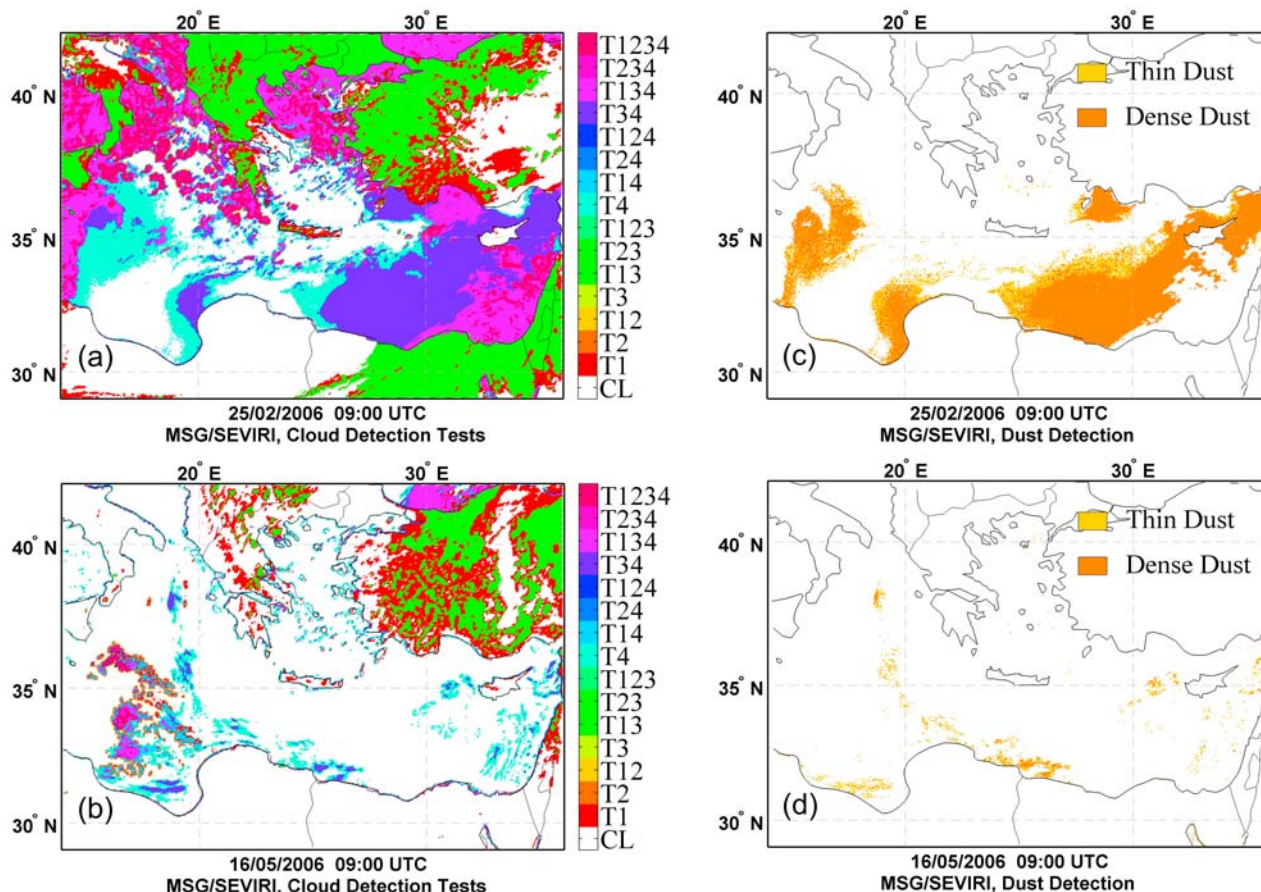 20° E 30° E
40° N
35° N
30° N
(a)
T1234
T234
T134
T34
T124
T24
T14
T4
T123
T23
T13
T3
T12
T2
T1
CL
25/02/2006 09:00 UTC
MSG/SEVIRI, Cloud Detection Tests
20° E 30° E
40° N
35° N
30° N
Thin Dust
Dense Dust
(c)
25/02/2006 09:00 UTC
MSG/SEVIRI, Dust Detection
20° E 30° E
40° N
35° N
30° N
(b)
T1234
T234
T134
T34
T124
T24
T14
T4
T123
T23
T13
T3
T12
T2
T1
CL
16/05/2006 09:00 UTC
MSG/SEVIRI, Cloud Detection Tests
20° E 30° E
40° N
35° N
30° N
Thin Dust
Dense Dust
(d)
16/05/2006 09:00 UTC
MSG/SEVIRI, Dust Detection